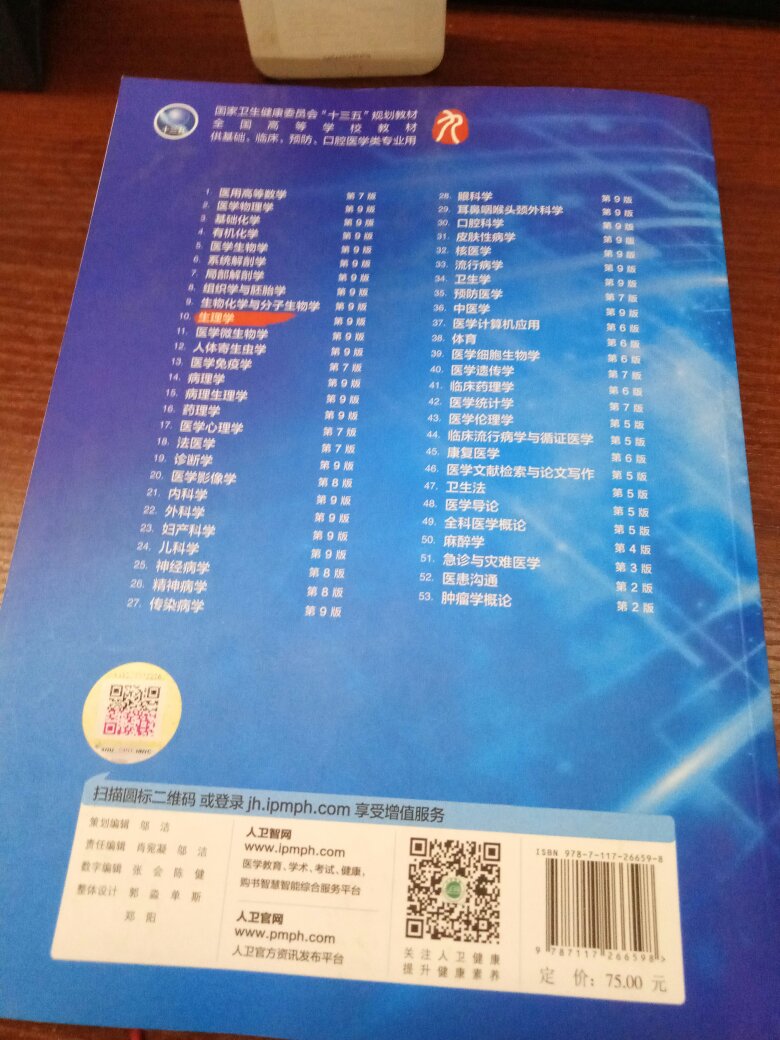 国家卫生健康委员会“十三五”规划教材
全国高等学校教材
供基础、临床、预防、口腔医学类专业用
十三五
1. 医用高等数学 第7版
2. 医学物理学 第9版
3. 基础化学 第9版
4. 有机化学 第9版
5. 医学生物学 第9版
6. 系统解剖学 第9版
7. 局部解剖学 第9版
8. 组织学与胚胎学 第9版
9. 生物化学与分子生物学 第9版
10. 生理学 第9版
11. 医学微生物学 第9版
12. 人体寄生虫学 第9版
13. 医学免疫学 第7版
14. 病理学 第9版
15. 病理生理学 第9版
16. 药理学 第9版
17. 医学心理学 第7版
18. 法医学 第7版
19. 诊断学 第9版
20. 医学影像学 第8版
21. 内科学 第9版
22. 外科学 第9版
23. 妇产科学 第9版
24. 儿科学 第9版
25. 神经病学 第8版
26. 精神病学 第8版
27. 传染病学 第9版
28. 眼科学 第9版
29. 耳鼻咽喉头颈外科学 第9版
30. 口腔科学 第9版
31. 皮肤性病学 第9版
32. 核医学 第9版
33. 流行病学 第9版
34. 卫生学 第9版
35. 预防医学 第7版
36. 中医学 第9版
37. 医学计算机应用 第6版
38. 体育 第6版
39. 医学细胞生物学 第6版
40. 医学遗传学 第7版
41. 临床药理学 第6版
42. 医学统计学 第7版
43. 医学伦理学 第5版
44. 临床流行病学与循证医学 第5版
45. 康复医学 第6版
46. 医学文献检索与论文写作 第5版
47. 卫生法 第5版
48. 医学导论 第5版
49. 全科医学概论 第5版
50. 麻醉学 第4版
51. 急诊与灾难医学 第3版
52. 医患沟通 第2版
53. 肿瘤学概论 第2版
扫描圆标二维码 或登录 jh.ipmph.com 享受增值服务
策划编辑 邬洁
责任编辑 肖宛凝 邬洁
数字编辑 张会 陈健
整体设计 郭淼 单斯
郑阳
人卫智网
www.ipmph.com
医学教育、学术、考试、健康，
购书智慧智能综合服务平台
人卫官网
www.pmph.com
人卫官方资讯发布平台
关注人卫健康
提升健康素养
ISBN 978-7-117-26659-8
9 787117 266598 >
定 价：75.00 元